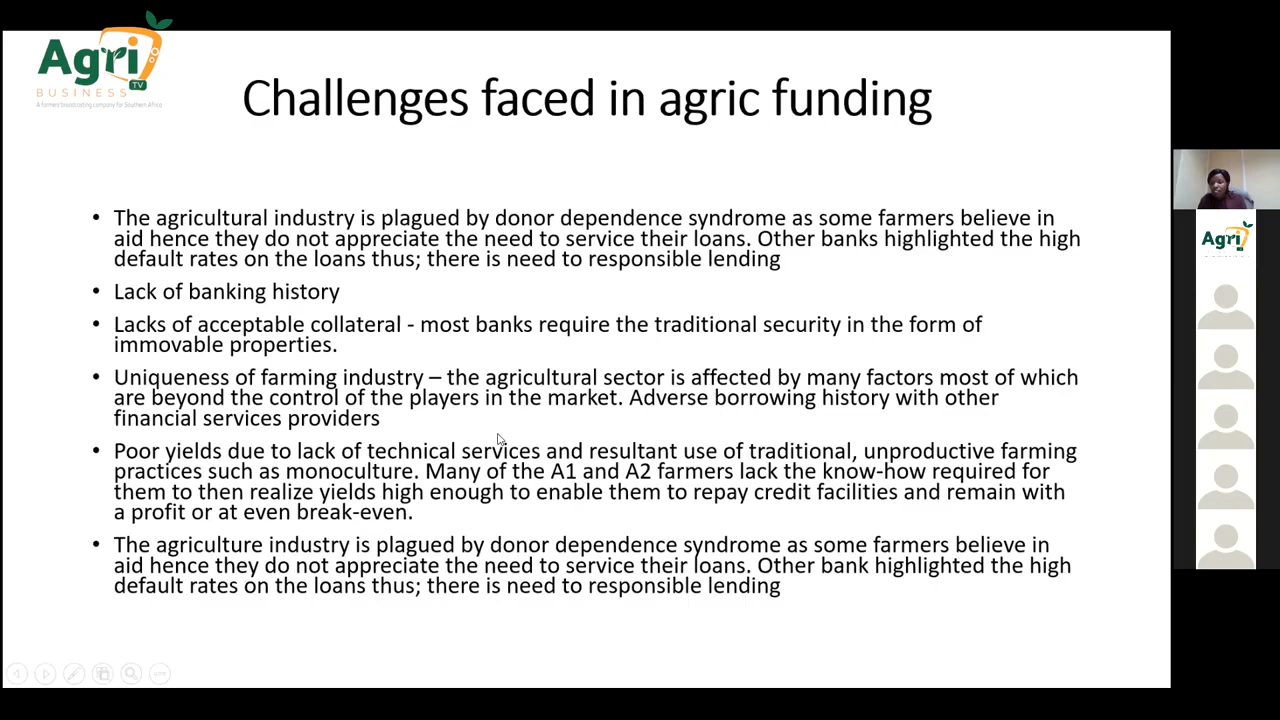 Agri
TV
BUSINESS
A farmers broadcasting company for Southern Africa
Challenges faced in agric funding
• The agricultural industry is plagued by donor dependence syndrome as some farmers believe in
aid hence they do not appreciate the need to service their loans. Other banks highlighted the high
default rates on the loans thus; there is need to responsible lending
• Lack of banking history
• Lacks of acceptable collateral - most banks require the traditional security in the form of
immovable properties.
• Uniqueness of farming industry – the agricultural sector is affected by many factors most of which
are beyond the control of the players in the market. Adverse borrowing history with other
financial services providers
• Poor yields due to lack of technical services and resultant use of traditional, unproductive farming
practices such as monoculture. Many of the A1 and A2 farmers lack the know-how required for
them to then realize yields high enough to enable them to repay credit facilities and remain with
a profit or at even break-even.
• The agriculture industry is plagued by donor dependence syndrome as some farmers believe in
aid hence they do not appreciate the need to service their loans. Other bank highlighted the high
default rates on the loans thus; there is need to responsible lending
Agri